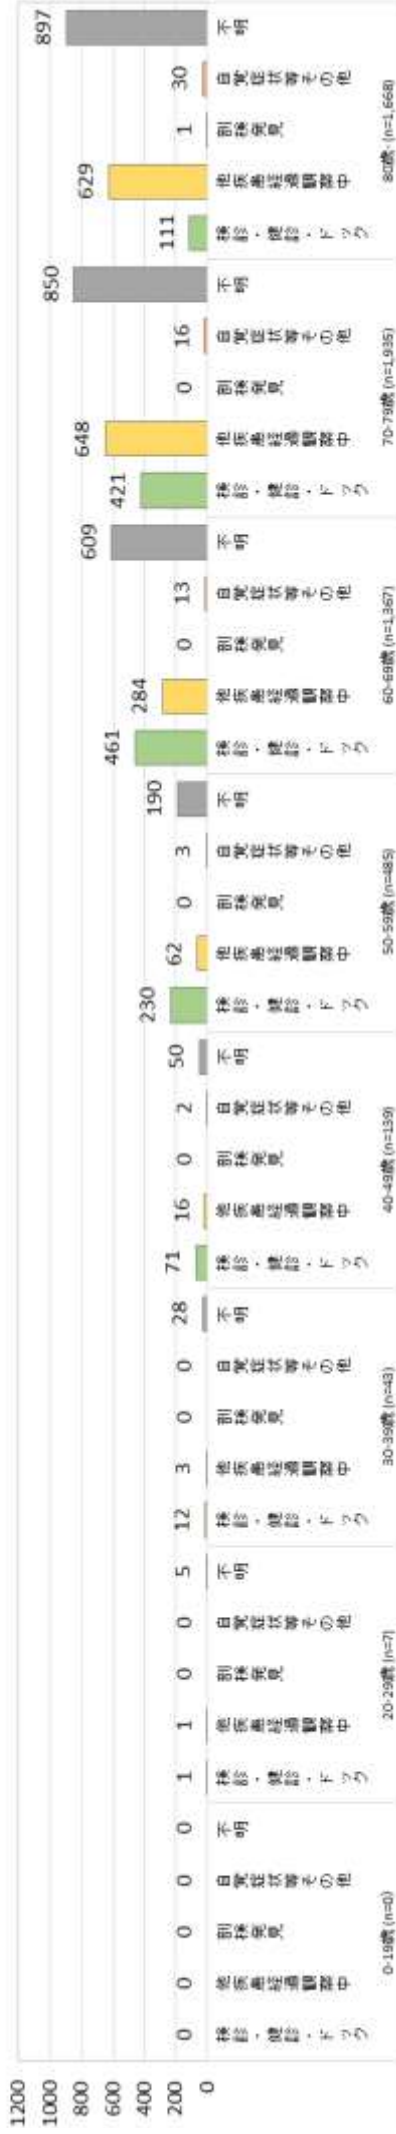 1200
1000
800
600
400
200
0
0 0 0 0 0
検診・健診・ドック 他疾患経過観察中 剖検発見 自覚症状等その他 不明
0-19歳 (n=0)
1 1 0 0 5
検診・健診・ドック 他疾患経過観察中 剖検発見 自覚症状等その他 不明
20-29歳 (n=7)
12 3 0 0 28
検診・健診・ドック 他疾患経過観察中 剖検発見 自覚症状等その他 不明
30-39歳 (n=43)
71 16 0 2 50
検診・健診・ドック 他疾患経過観察中 剖検発見 自覚症状等その他 不明
40-49歳 (n=139)
230 62 0 3 190
検診・健診・ドック 他疾患経過観察中 剖検発見 自覚症状等その他 不明
50-59歳 (n=485)
461 284 0 13 609
検診・健診・ドック 他疾患経過観察中 剖検発見 自覚症状等その他 不明
60-69歳 (n=1,367)
421 648 0 16 850
検診・健診・ドック 他疾患経過観察中 剖検発見 自覚症状等その他 不明
70-79歳 (n=1,935)
111 629 1 30 897
検診・健診・ドック 他疾患経過観察中 剖検発見 自覚症状等その他 不明
80歳- (n=1,668)